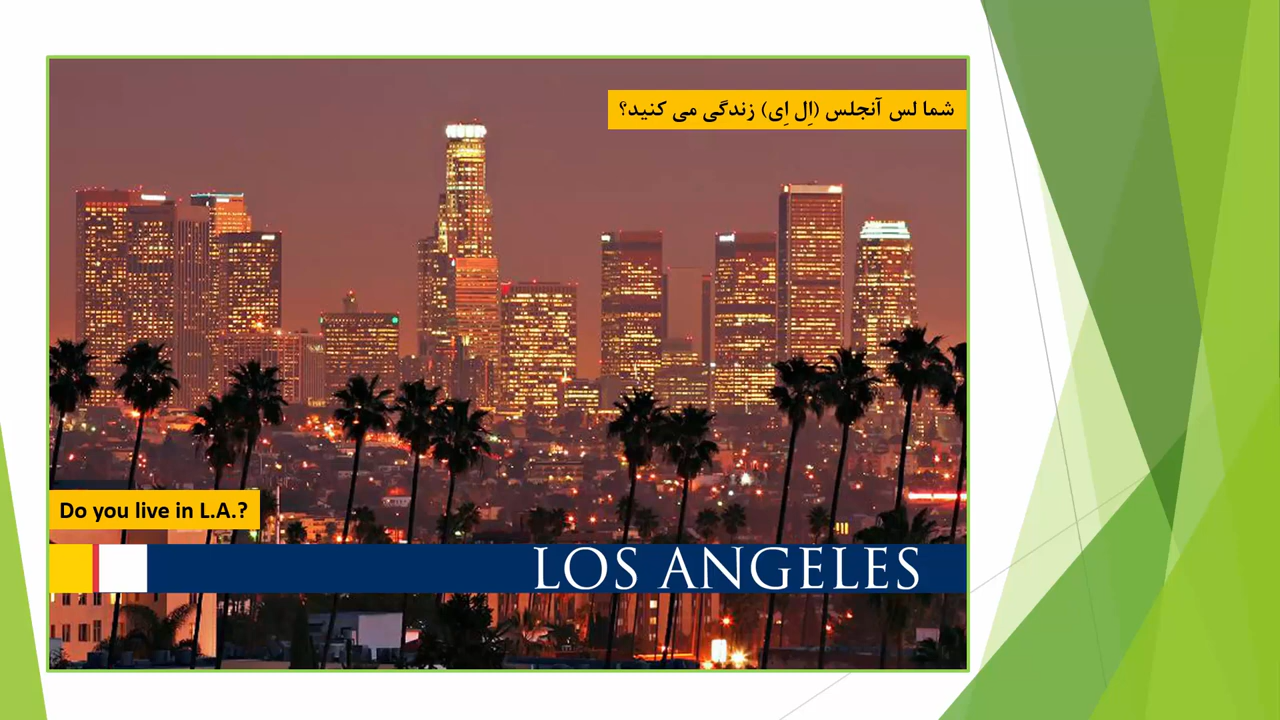 شما لس آنجلس (اِل اِی) زندگی می کنید؟
Do you live in L.A.?
LOS ANGELES